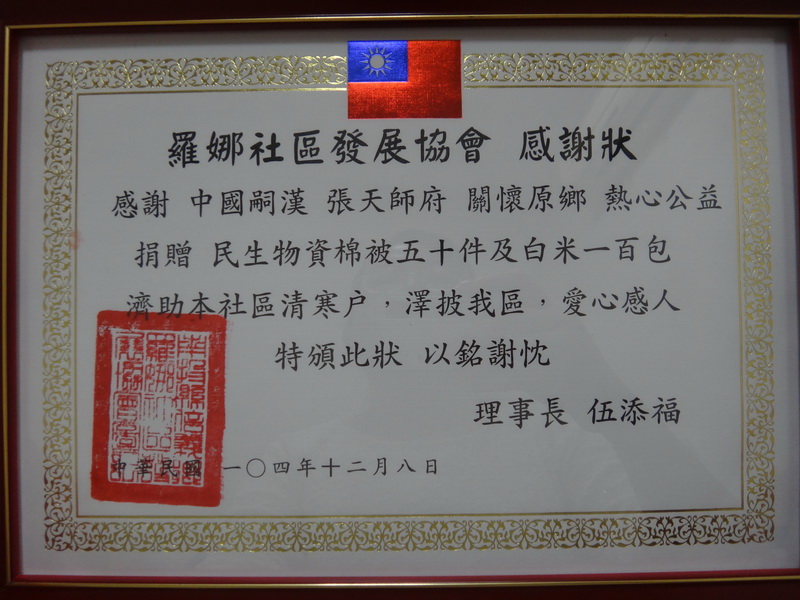 羅娜社區發展協會 感謝狀
感謝 中國嗣漢 張天師府 關懷原鄉 熱心公益
捐贈 民生物資棉被五十件及白米一百包
濟助本社區清寒户，澤披我區，愛心感人
特頒此狀 以銘謝忱
理事長 伍添福
中華民國 一〇四年十二月八日